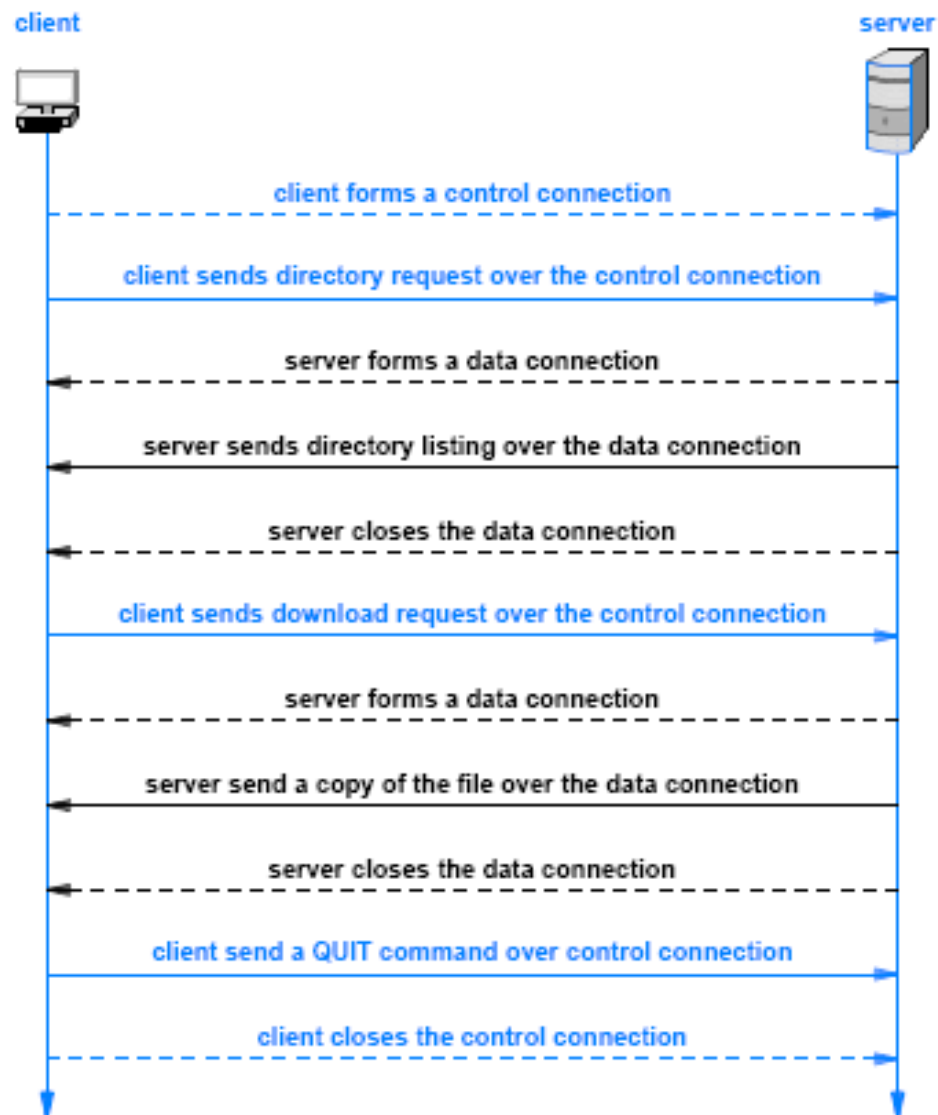 client
server
client forms a control connection
client sends directory request over the control connection
server forms a data connection
server sends directory listing over the data connection
server closes the data connection
client sends download request over the control connection
server forms a data connection
server send a copy of the file over the data connection
server closes the data connection
client send a QUIT command over control connection
client closes the control connection